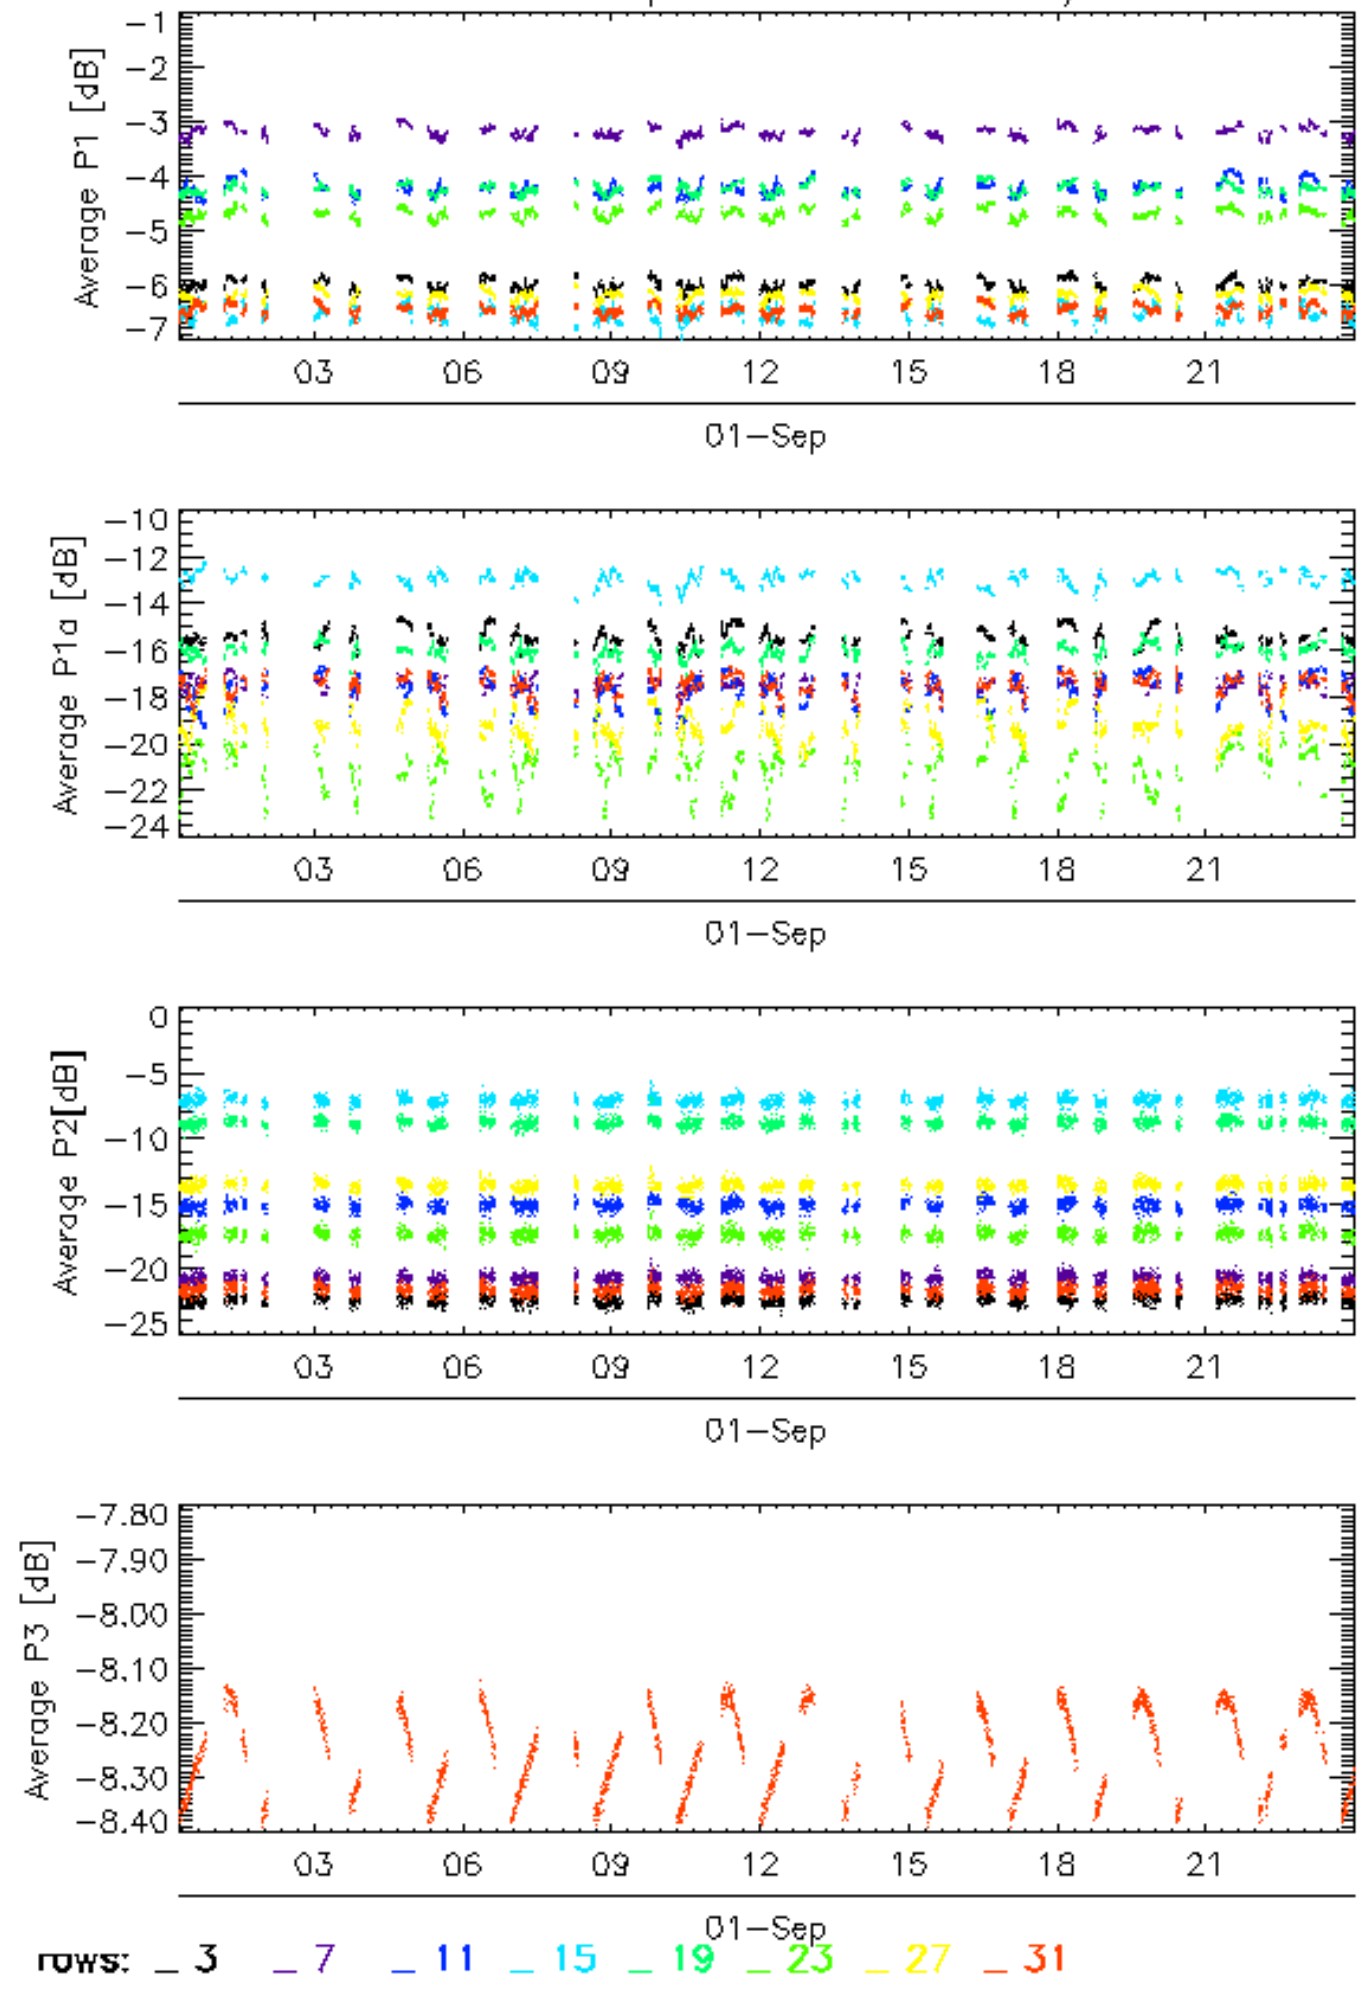 Average P1 [dB]
-1
-2
-3
-4
-5
-6
-7
03 06 09 12 15 18 21
01-Sep
Average P1a [dB]
-10
-12
-14
-16
-18
-20
-22
-24
03 06 09 12 15 18 21
01-Sep
Average P2[dB]
0
-5
-10
-15
-20
-25
03 06 09 12 15 18 21
01-Sep
Average P3 [dB]
-7.80
-7.90
-8.00
-8.10
-8.20
-8.30
-8.40
03 06 09 12 15 18 21
01-Sep
rows: _ 3 _ 7 _ 11 _ 15 _ 19 _ 23 _ 27 _ 31